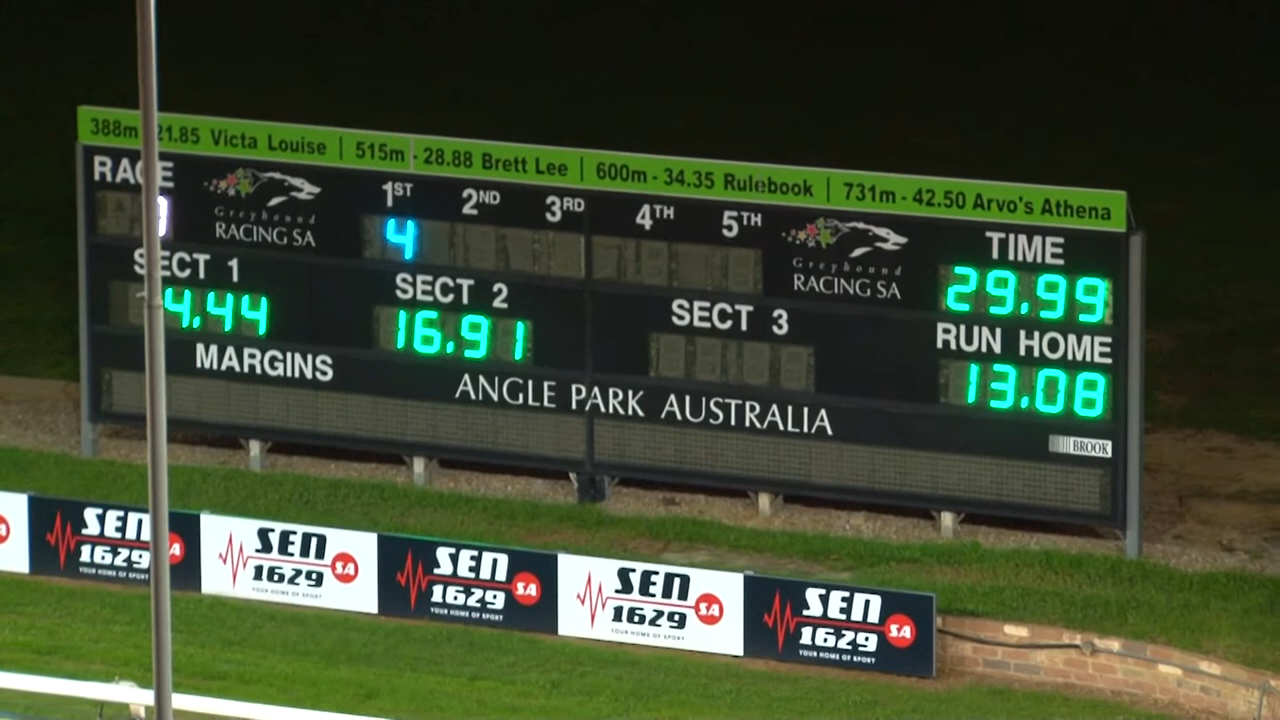 388m 21.85 Victa Louise | 515m - 28.88 Brett Lee | 600m - 34.35 Rulebook | 731m - 42.50 Arvo's Athena
RACE
Greyhound
RACING SA
1ST 2ND 3RD 4TH 5TH
4
Greyhound
RACING SA
TIME
29.99
SECT 1
4.44
SECT 2
16.91
SECT 3
RUN HOME
13.08
MARGINS
ANGLE PARK AUSTRALIA
BROOK
SEN
1629
SA
YOUR HOME OF SPORT
SEN
1629
SA
YOUR HOME OF SPORT
SEN
1629
SA
YOUR HOME OF SPORT
SEN
1629
SA
YOUR HOME OF SPORT
SEN
1629
SA
YOUR HOME OF SPORT